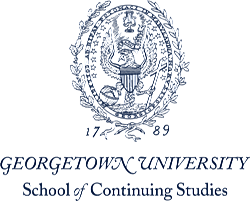 17 89
GEORGETOWN UNIVERSITY
School of Continuing Studies